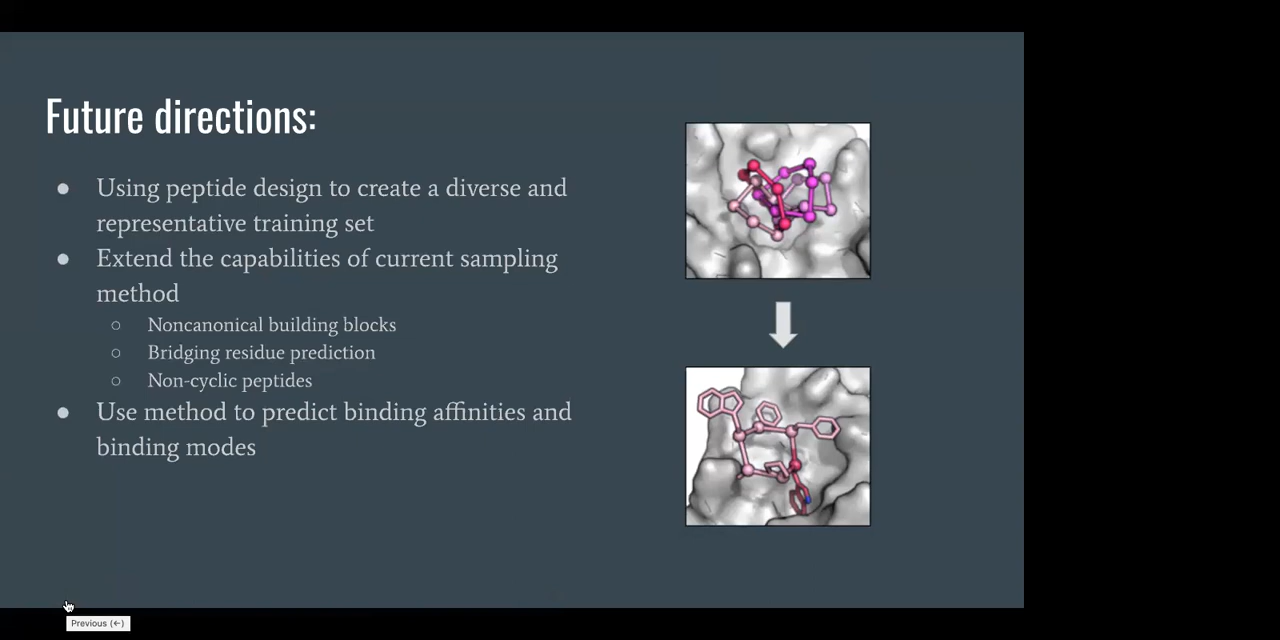 Future directions:
● Using peptide design to create a diverse and
representative training set
● Extend the capabilities of current sampling
method
○ Noncanonical building blocks
○ Bridging residue prediction
○ Non-cyclic peptides
● Use method to predict binding affinities and
binding modes
Previous (←)